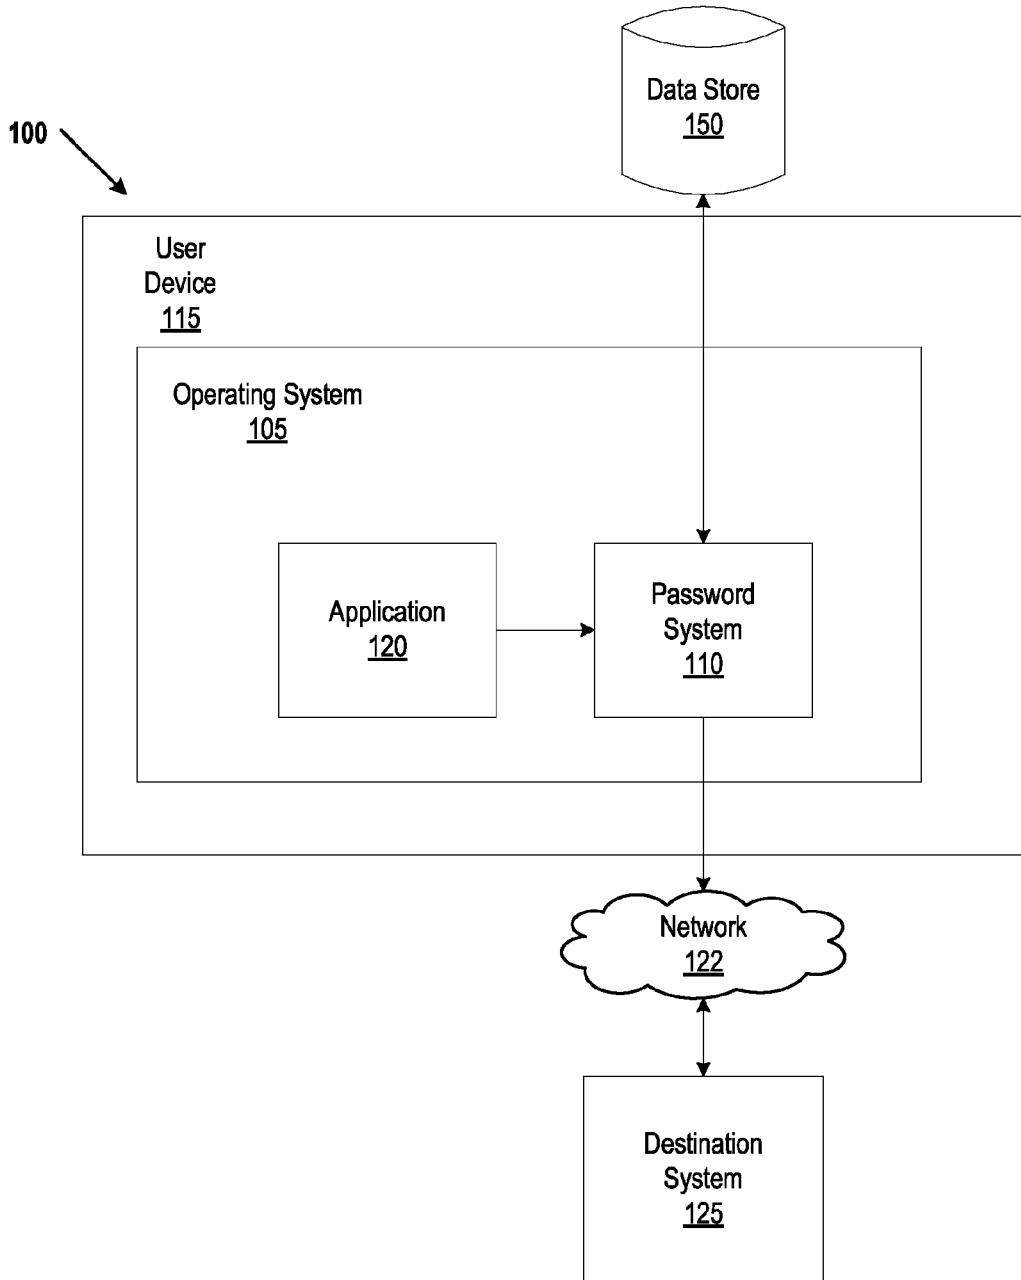 Data Store
150
100
User
Device
115
Operating System
105
Application
120
Password
System
110
Network
122
Destination
System
125